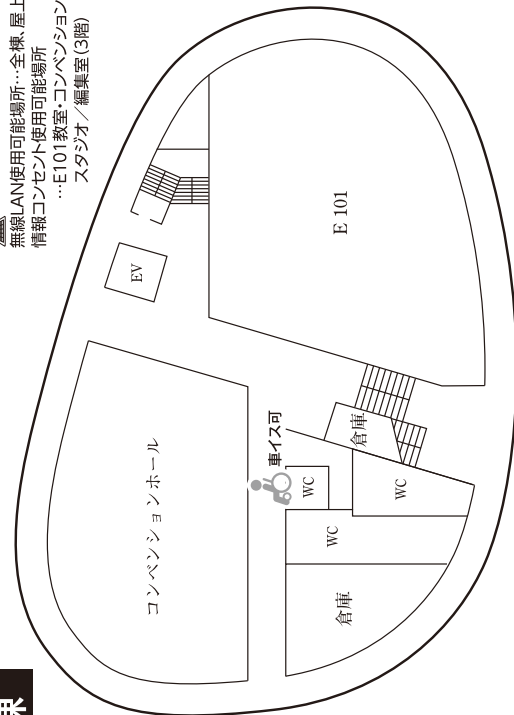 無線LAN使用可能場所…全棟、屋上
情報コンセント使用可能場所
…E101教室・コンベンション
スタジオ／編集室(3階)
EV
コンベンションホール
E 101
車イス可
WC
倉庫
WC
WC
倉庫